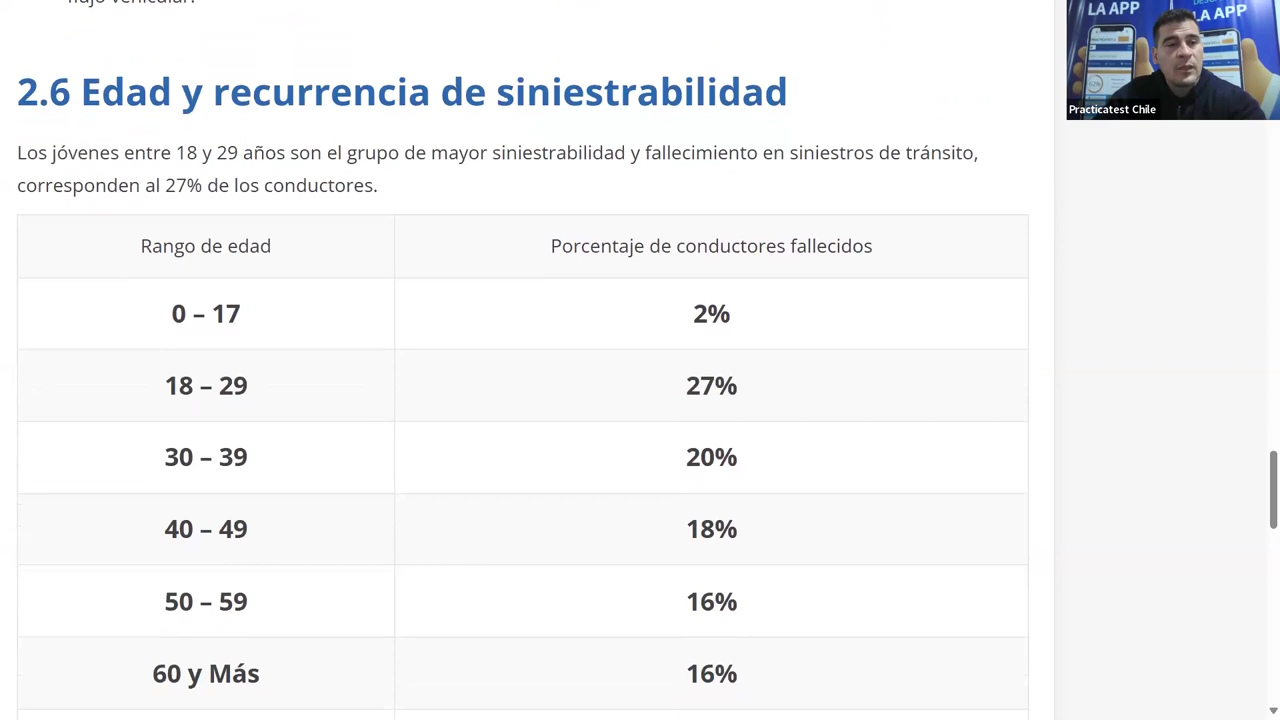 flujo vehicular.
2.6 Edad y recurrencia de siniestrabilidad
Los jóvenes entre 18 y 29 años son el grupo de mayor siniestrabilidad y fallecimiento en siniestros de tránsito,
corresponden al 27% de los conductores.
Rango de edad Porcentaje de conductores fallecidos
0 – 17 2%
18 – 29 27%
30 – 39 20%
40 – 49 18%
50 – 59 16%
60 y Más 16%
LA APP
LA APP
Practicatest Chile